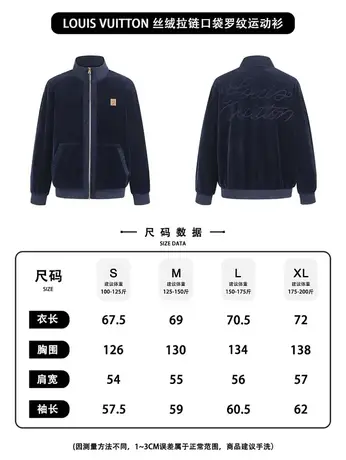 LOUIS VUITTON 丝绒拉链口袋罗纹运动衫
Louis
Vuitton
尺码数据
SIZE DATA
尺码 S M L XL
SIZE 建议体重 建议体重 建议体重 建议体重
100-125斤 125-150斤 150-175斤 175-200斤
衣长 67.5 69 70.5 72
胸围 126 130 134 138
肩宽 54 55 56 57
袖长 57.5 59 60.5 62
(因测量方法不同，1~3CM误差属于正常范围，商品建议手洗)